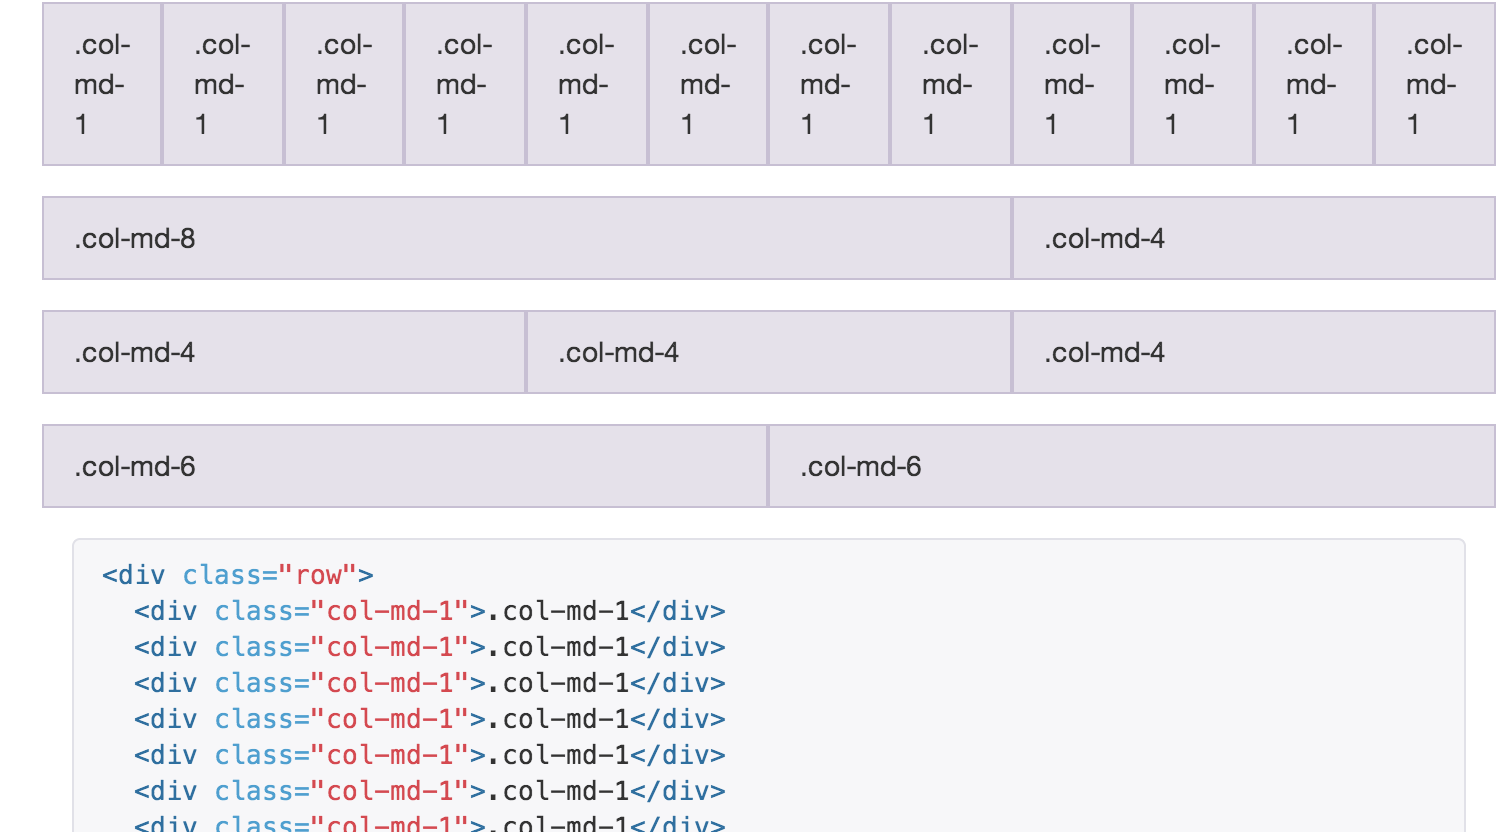 .col- .col- .col- .col- .col- .col- .col- .col- .col- .col- .col- .col-
md- md- md- md- md- md- md- md- md- md- md- md-
1 1 1 1 1 1 1 1 1 1 1 1
.col-md-8 .col-md-4
.col-md-4 .col-md-4 .col-md-4
.col-md-6 .col-md-6
<div class="row">
  <div class="col-md-1">.col-md-1</div>
  <div class="col-md-1">.col-md-1</div>
  <div class="col-md-1">.col-md-1</div>
  <div class="col-md-1">.col-md-1</div>
  <div class="col-md-1">.col-md-1</div>
  <div class="col-md-1">.col-md-1</div>
  <div class="col-md-1">.col-md-1</div>